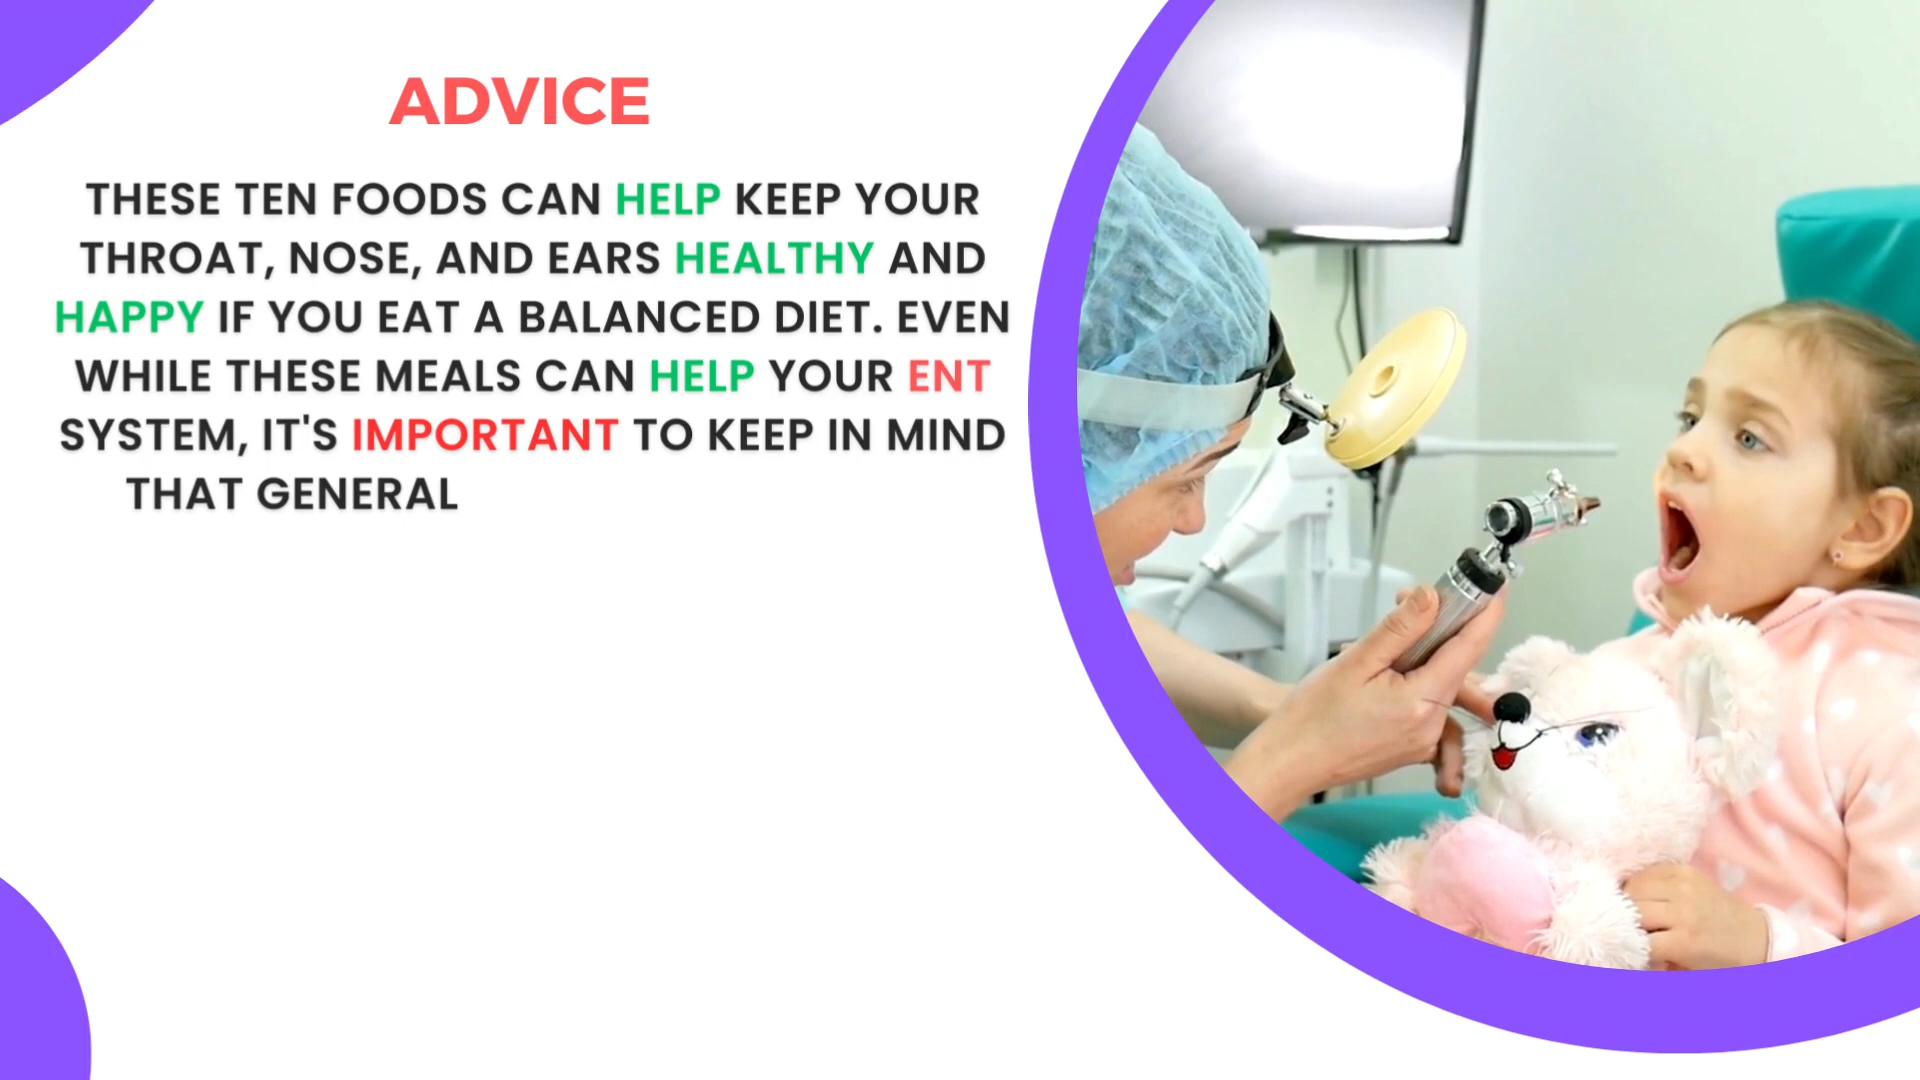 ADVICE
THESE TEN FOODS CAN HELP KEEP YOUR
THROAT, NOSE, AND EARS HEALTHY AND
HAPPY IF YOU EAT A BALANCED DIET. EVEN
WHILE THESE MEALS CAN HELP YOUR ENT
SYSTEM, IT'S IMPORTANT TO KEEP IN MIND
THAT GENERAL